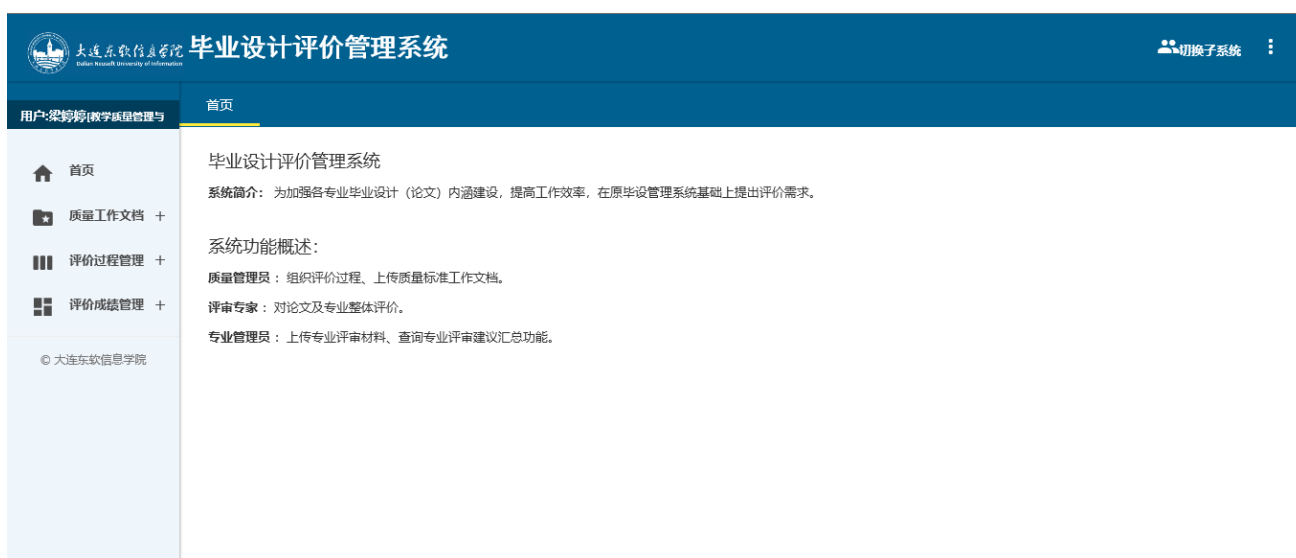 大连东软信息学院 毕业设计评价管理系统
Dalian Neusoft University of Information
切换子系统
用户:梁婷婷[教学质量管理与
首页
首页
质量工作文档 +
评价过程管理 +
评价成绩管理 +
© 大连东软信息学院
毕业设计评价管理系统
系统简介： 为加强各专业毕业设计（论文）内涵建设，提高工作效率，在原毕设管理系统基础上提出评价需求。
系统功能概述：
质量管理员 ：组织评价过程、上传质量标准工作文档。
评审专家 ：对论文及专业整体评价。
专业管理员 ：上传专业评审材料、查询专业评审建议汇总功能。